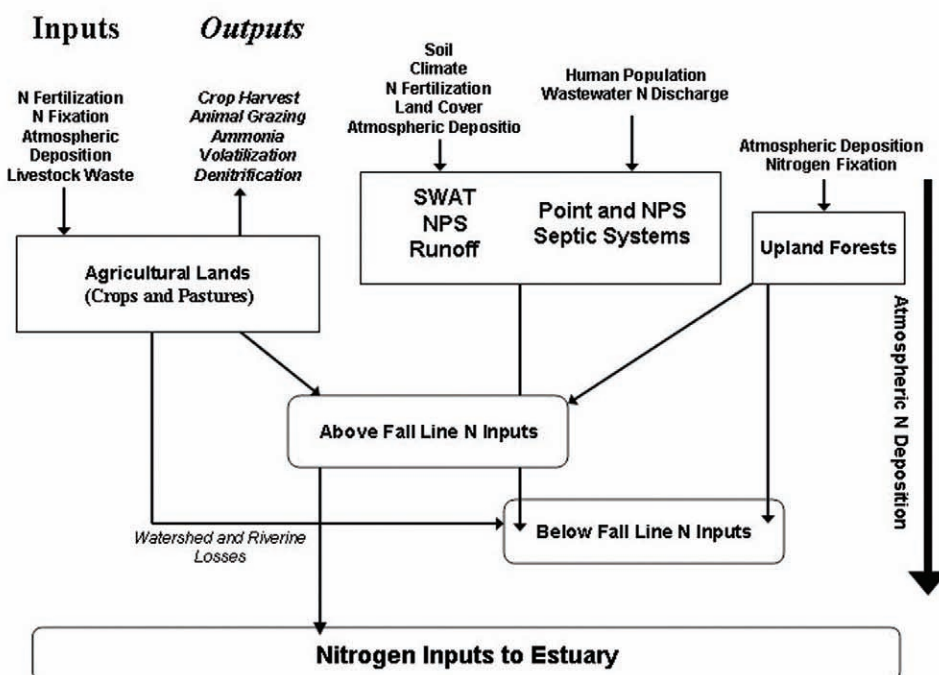 Inputs
Outputs
N Fertilization
N Fixation
Atmospheric
Deposition
Livestock Waste
Crop Harvest
Animal Grazing
Ammonia
Volatilization
Denitrification
Soil
Climate
N Fertilization
Land Cover
Atmospheric Depositio
Human Population
Wastewater N Discharge
Atmospheric Deposition
Nitrogen Fixation
Agricultural Lands
(Crops and Pastures)
SWAT
NPS
Runoff
Point and NPS
Septic Systems
Upland Forests
Atmospheric N Deposition
Above Fall Line N Inputs
Below Fall Line N Inputs
Watershed and Riverine
Losses
Nitrogen Inputs to Estuary